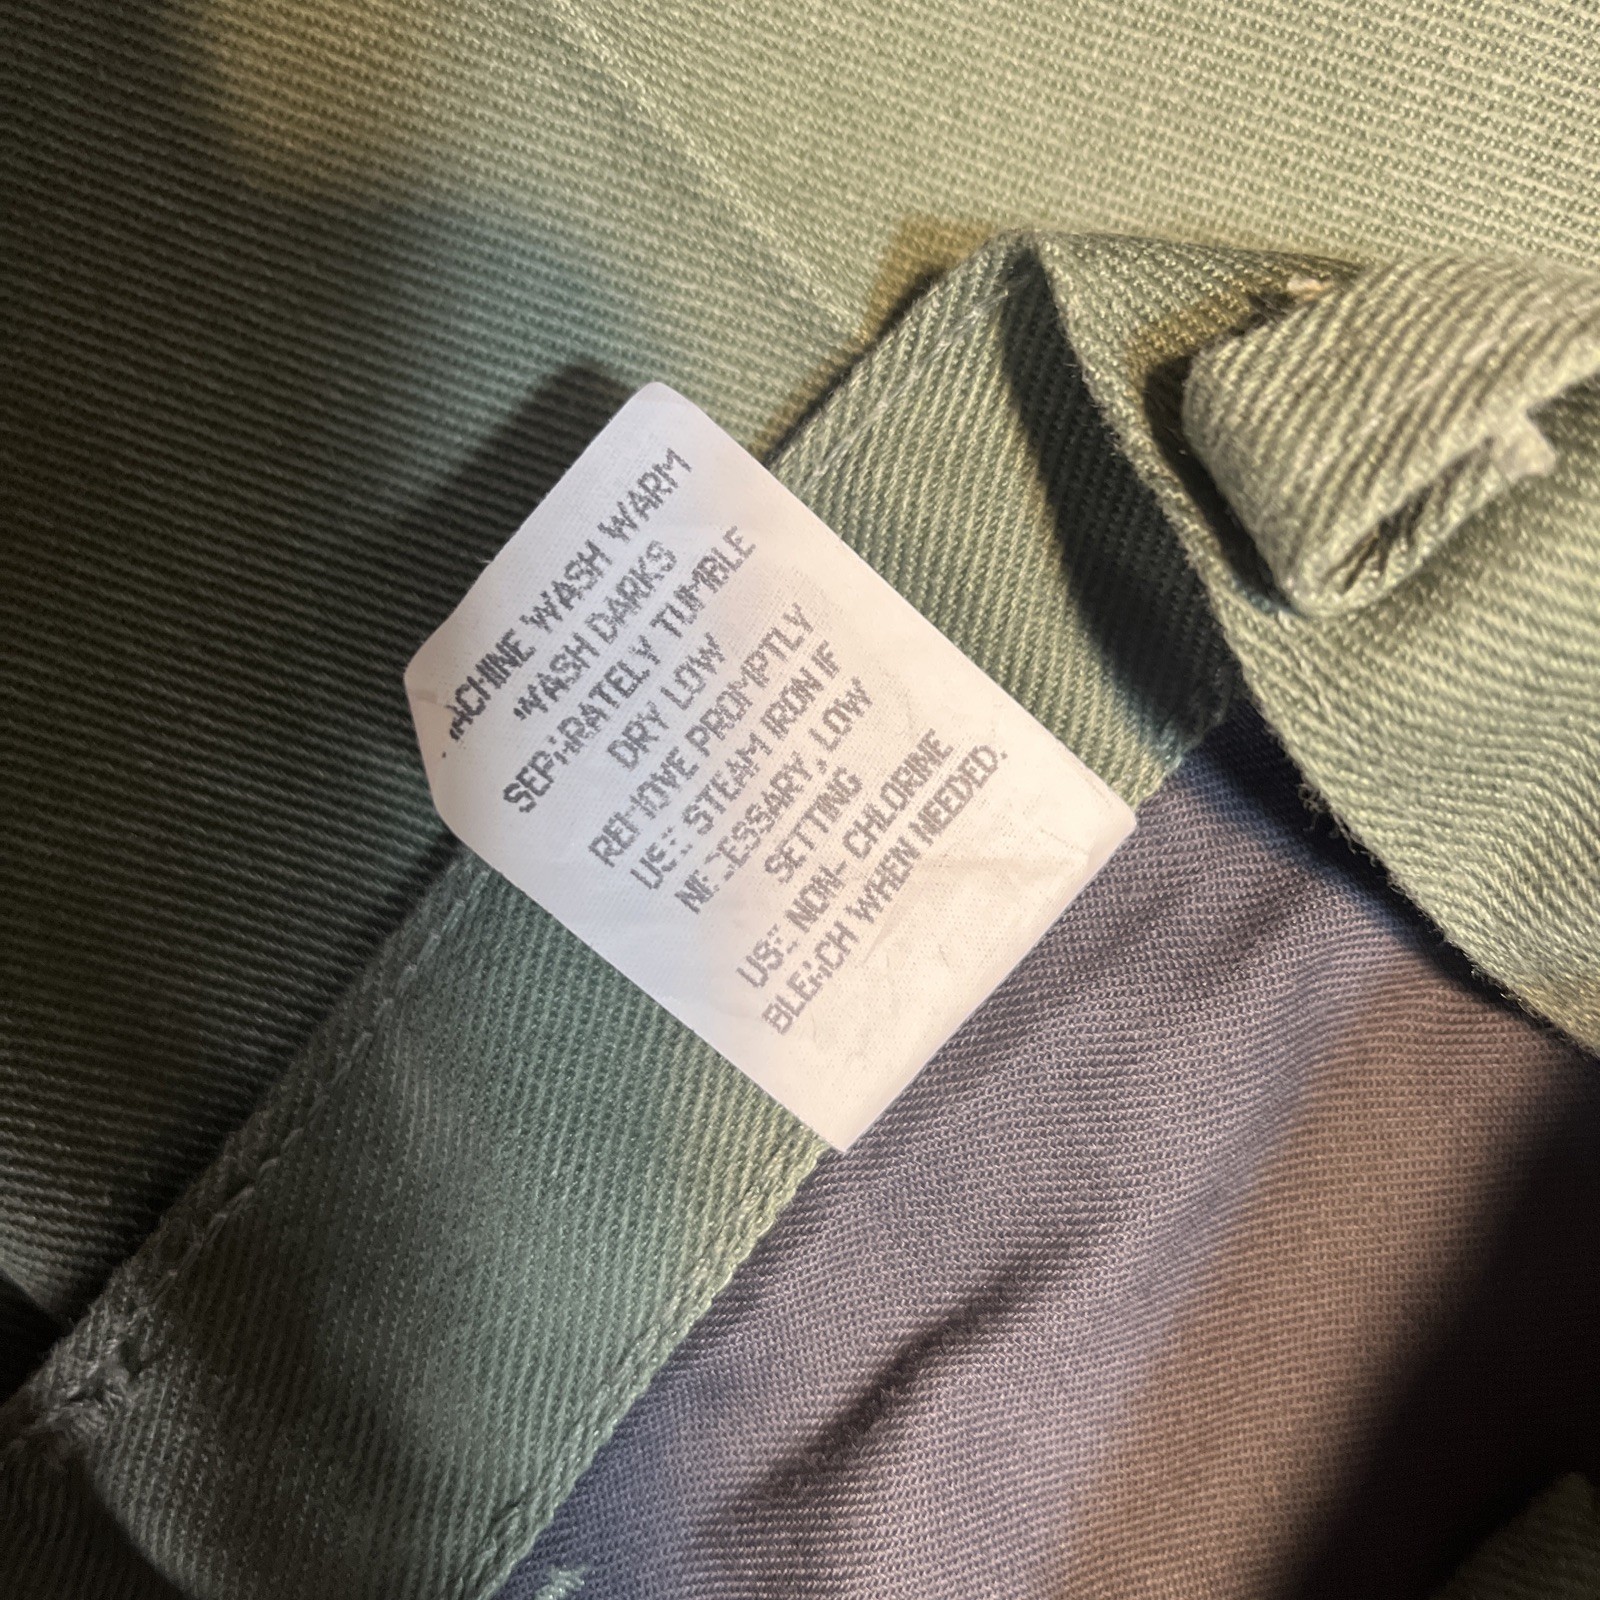 MACHINE WASH WARM
WASH DARKS
SEPARATELY TUMBLE
DRY LOW
REMOVE PROMPTLY
USE STEAM IRON IF
NECESSARY, LOW
SETTING
USE NON-CHLORINE
BLEACH WHEN NEEDED.